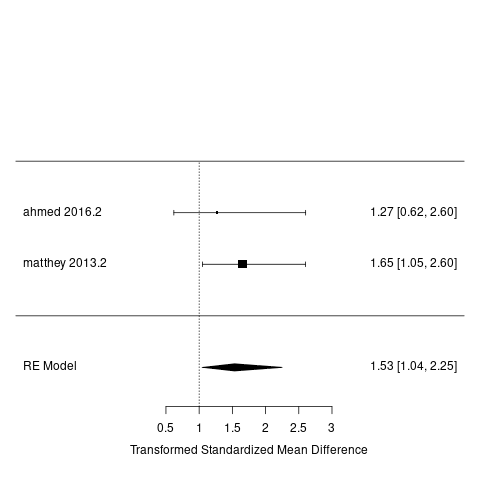 ahmed 2016.2 1.27 [0.62, 2.60]
matthey 2013.2 1.65 [1.05, 2.60]
RE Model 1.53 [1.04, 2.25]
0.5 1 1.5 2 2.5 3
Transformed Standardized Mean Difference